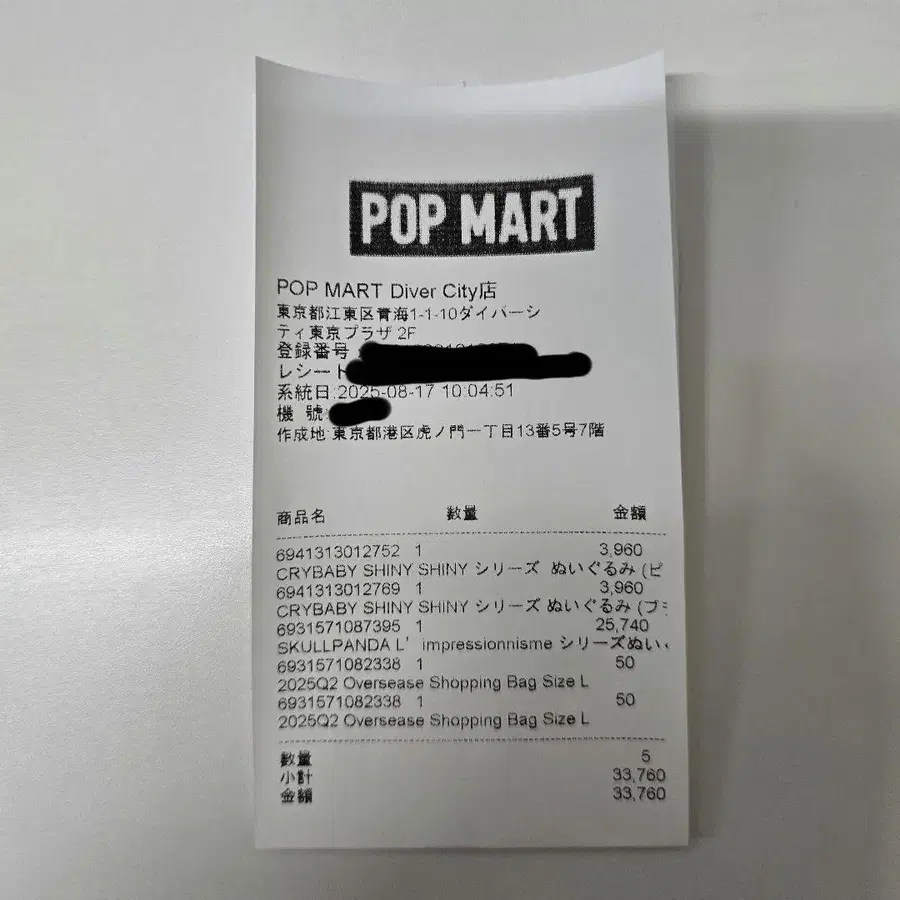 POP MART
POP MART Diver City店
東京都江東区青海1-1-10ダイバーシ
ティ東京プラザ 2F
登録番号
レシート
系統日:2025-08-17 10:04:51
機 號:
作成地:東京都港区虎ノ門一丁目13番5号7階
商品名 数量 金額
6941313012752 1 3,960
CRYBABY SHINY SHINY シリーズ ぬいぐるみ (ピ
6941313012769 1 3,960
CRYBABY SHINY SHINY シリーズ ぬいぐるみ (ブ
6931571087395 1 25,740
SKULLPANDA L'impressionnisme シリーズぬい
6931571082338 1 50
2025Q2 Oversease Shopping Bag Size L
6931571082338 1 50
2025Q2 Oversease Shopping Bag Size L
数量 5
小計 33,760
金額 33,760